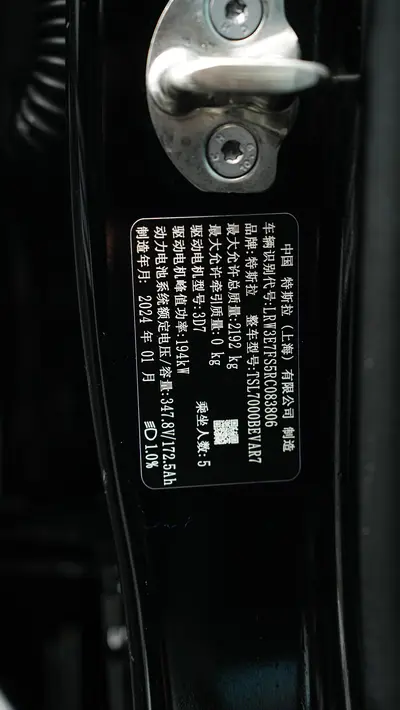 中国 特斯拉（上海）有限公司 制造
车辆识别代号:LRW3E7FS5RC083806
品牌:特斯拉 整车型号:TSL7000BEVAR7
最大允许总质量:2192 kg
最大允许牵引质量:0 kg
驱动电机型号:3D7 乘坐人数:5
驱动电机峰值功率:194kW
动力电池系统额定电压/容量:347.8V/172.5Ah
制造年月: 2024 年 01 月 1.0%